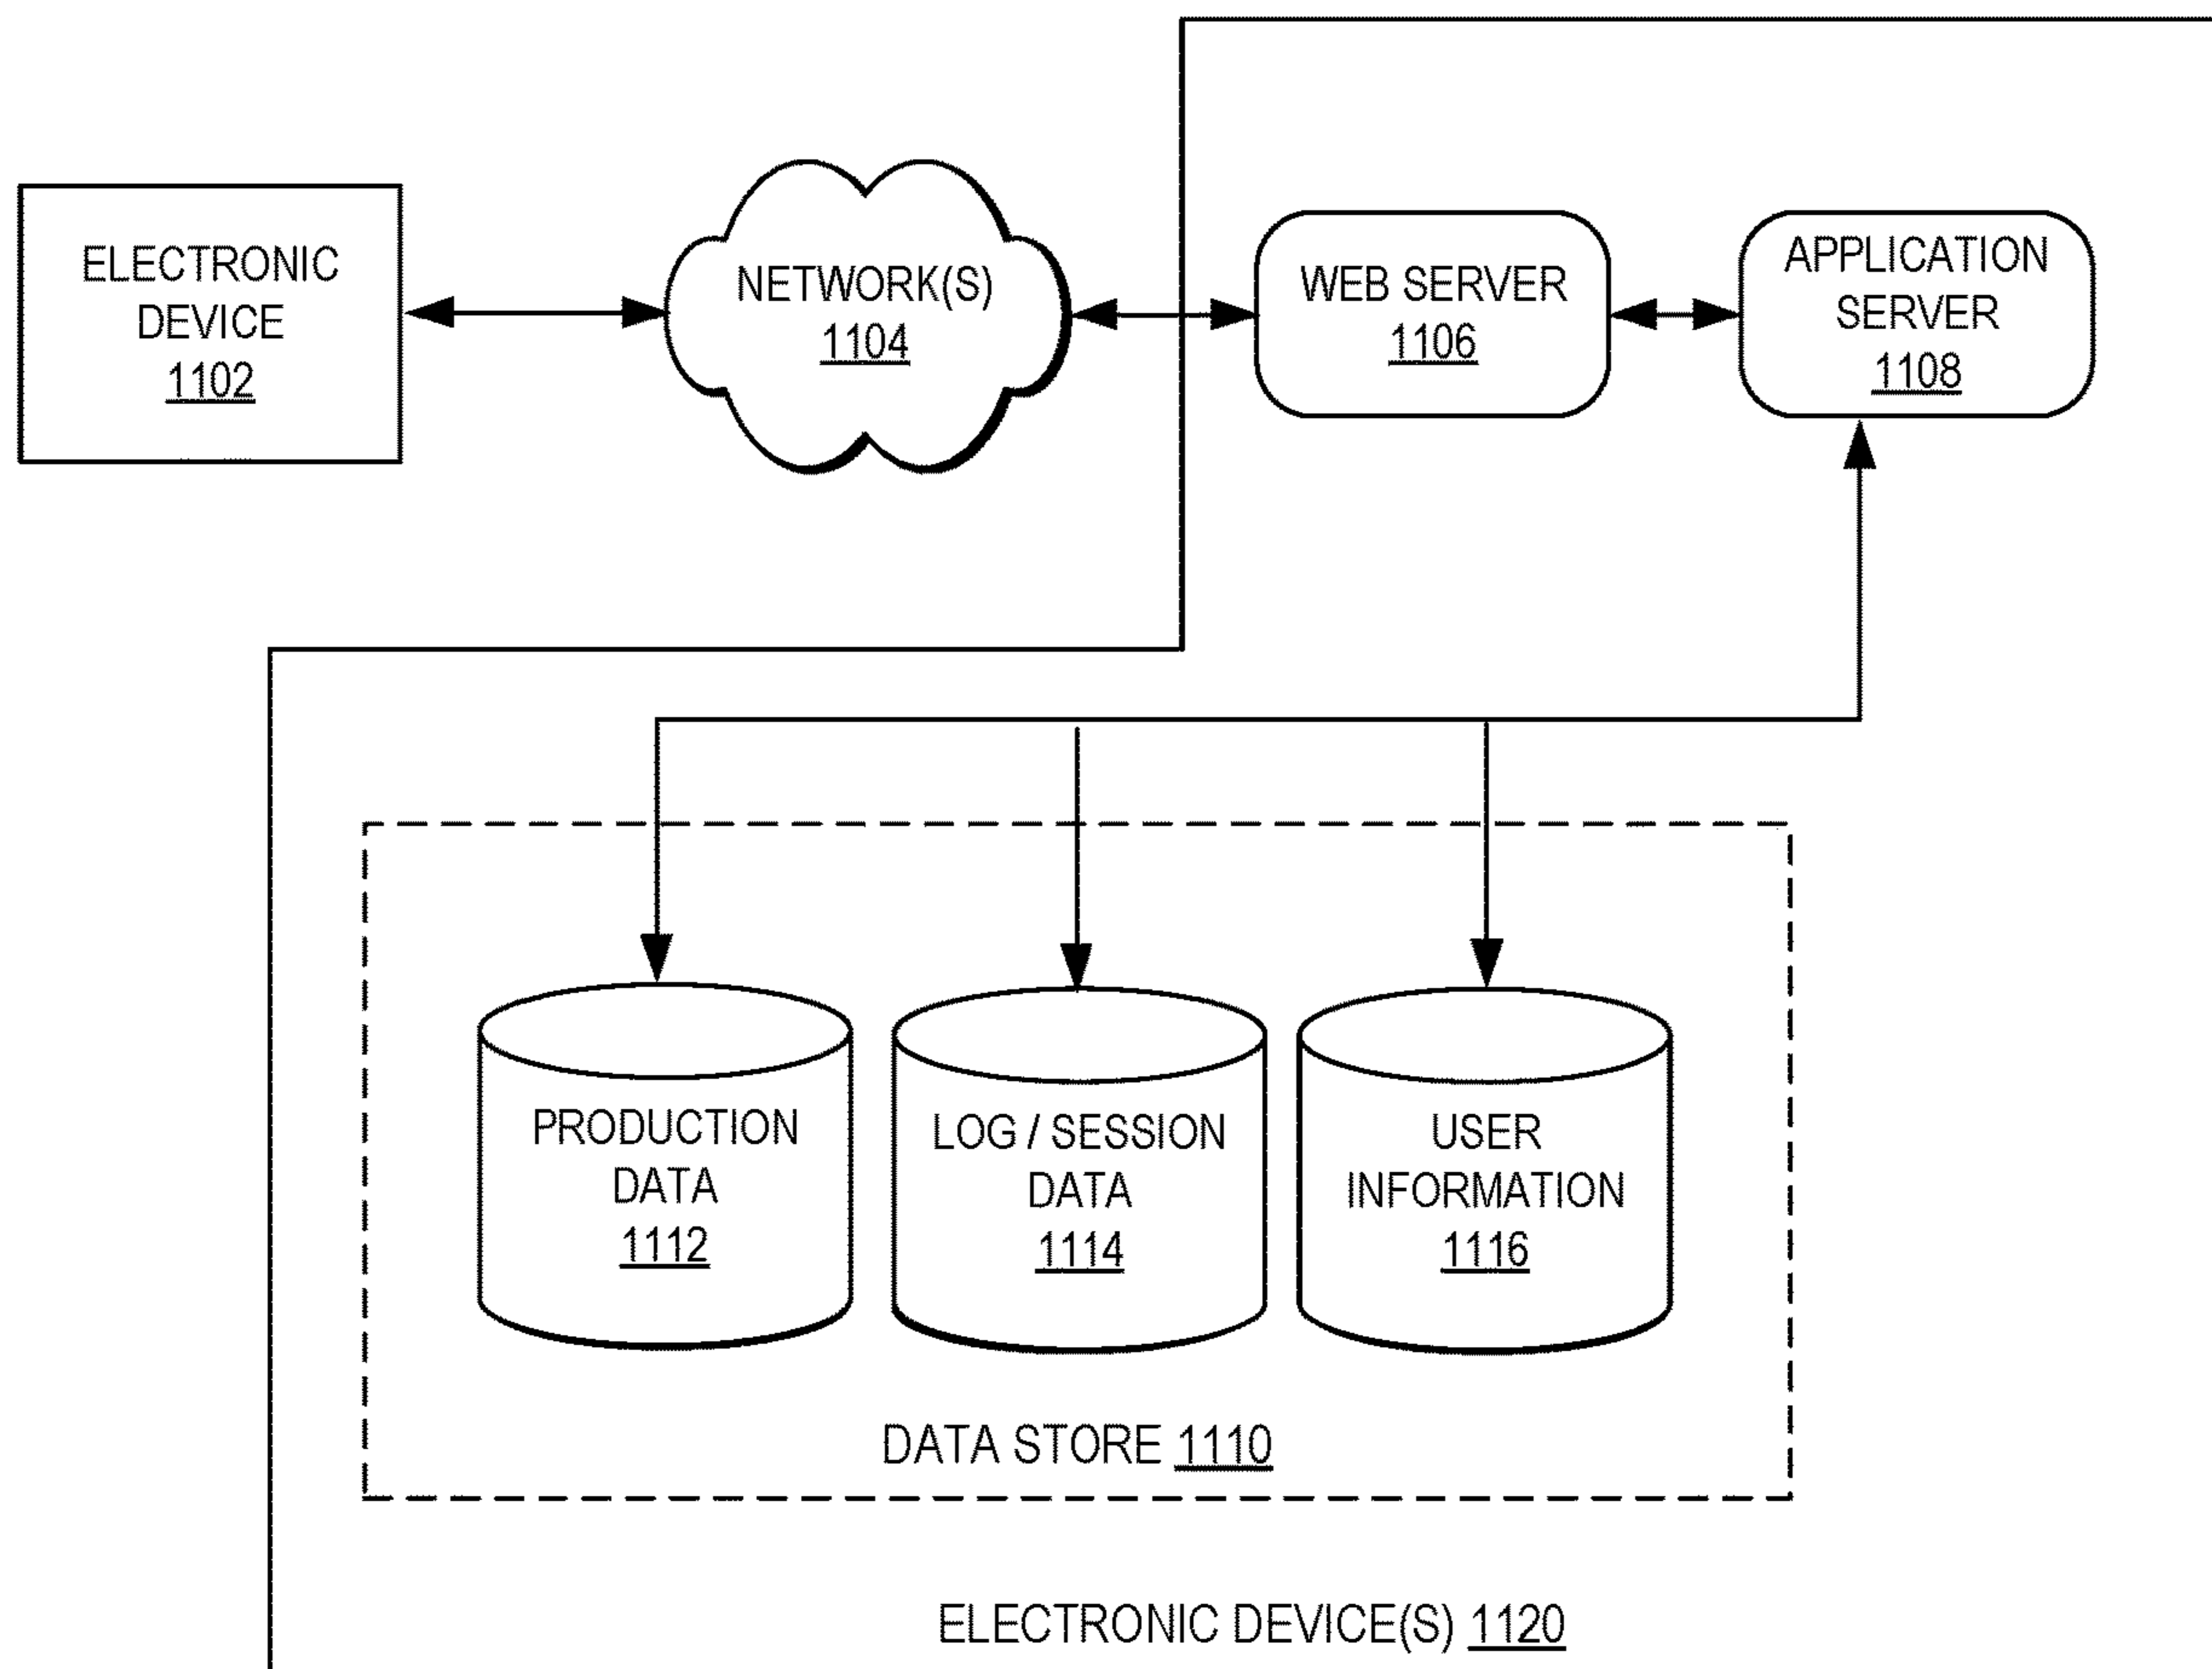 ELECTRONIC
DEVICE
1102
NETWORK(S)
1104
WEB SERVER
1106
APPLICATION
SERVER
1108
PRODUCTION
DATA
1112
LOG / SESSION
DATA
1114
USER
INFORMATION
1116
DATA STORE 1110
ELECTRONIC DEVICE(S) 1120